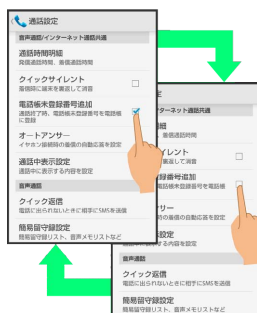 通話設定
音声通話/インターネット通話共通
通話時間明細
発信通話時間、着信通話時間
クイックサイレント
着信時に端末を裏返して消音
電話帳未登録番号追加
通話終了時、電話帳未登録番号を電話帳
に登録
オートアンサー
イヤホン接続時の着信の自動応答を設定
通話中表示設定
通話中に表示する内容を設定
音声通話
クイック返信
電話に出られないときに相手にSMSを送信
簡易留守録設定
簡易留守録リスト、音声メモリストなど
定
ターネット通話共通
細
、着信通話時間
イレント
裏返して消音
録番号追加
電話帳未登録番号を電話帳
サー
時の着信の自動応答を設定
設定
する内容を設定
音声通話
クイック返信
電話に出られないときに相手にSMSを送信
簡易留守録設定
簡易留守録リスト、音声メモリストなど